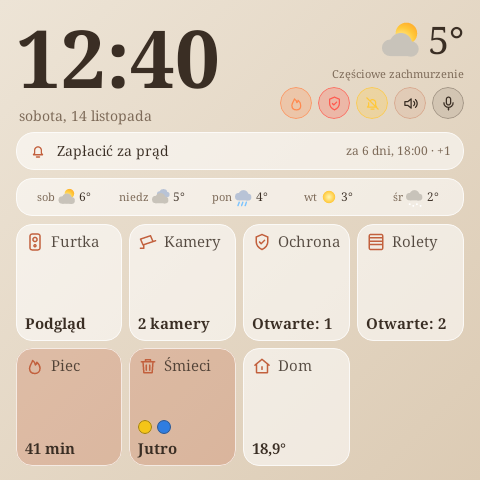 12:40
5°
Częściowe zachmurzenie
sobota, 14 listopada
Zapłacić za prąd
za 6 dni, 18:00 · +1
sob 6°
niedz 5°
pon 4°
wt 3°
śr 2°
Furtka
Podgląd
Kamery
2 kamery
Ochrona
Otwarte: 1
Rolety
Otwarte: 2
Piec
41 min
Śmieci
Jutro
Dom
18,9°